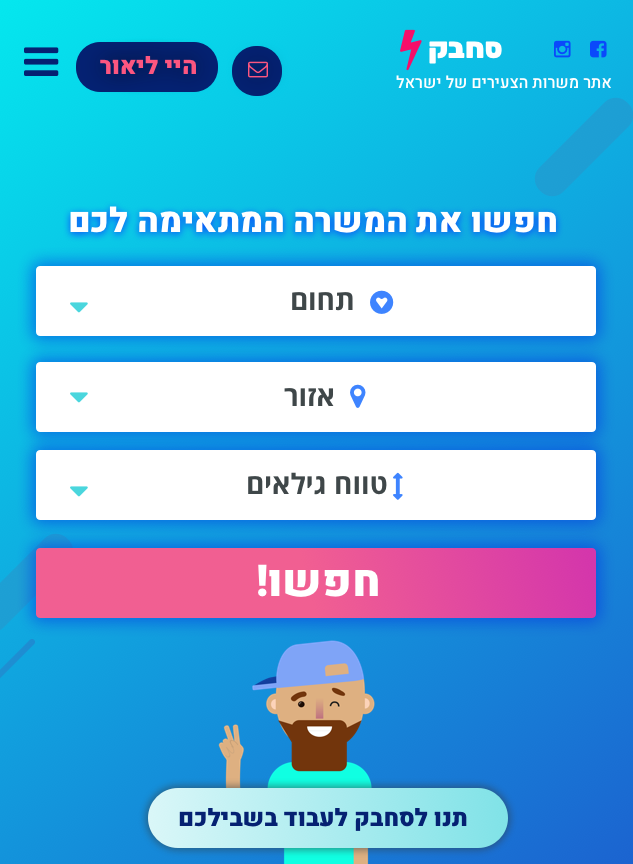 סחבק
היי ליאור
אתר משרות הצעירים של ישראל
חפשו את המשרה המתאימה לכם
תחום
אזור
טווח גילאים
חפשו!
תנו לסחבק לעבוד בשבילכם